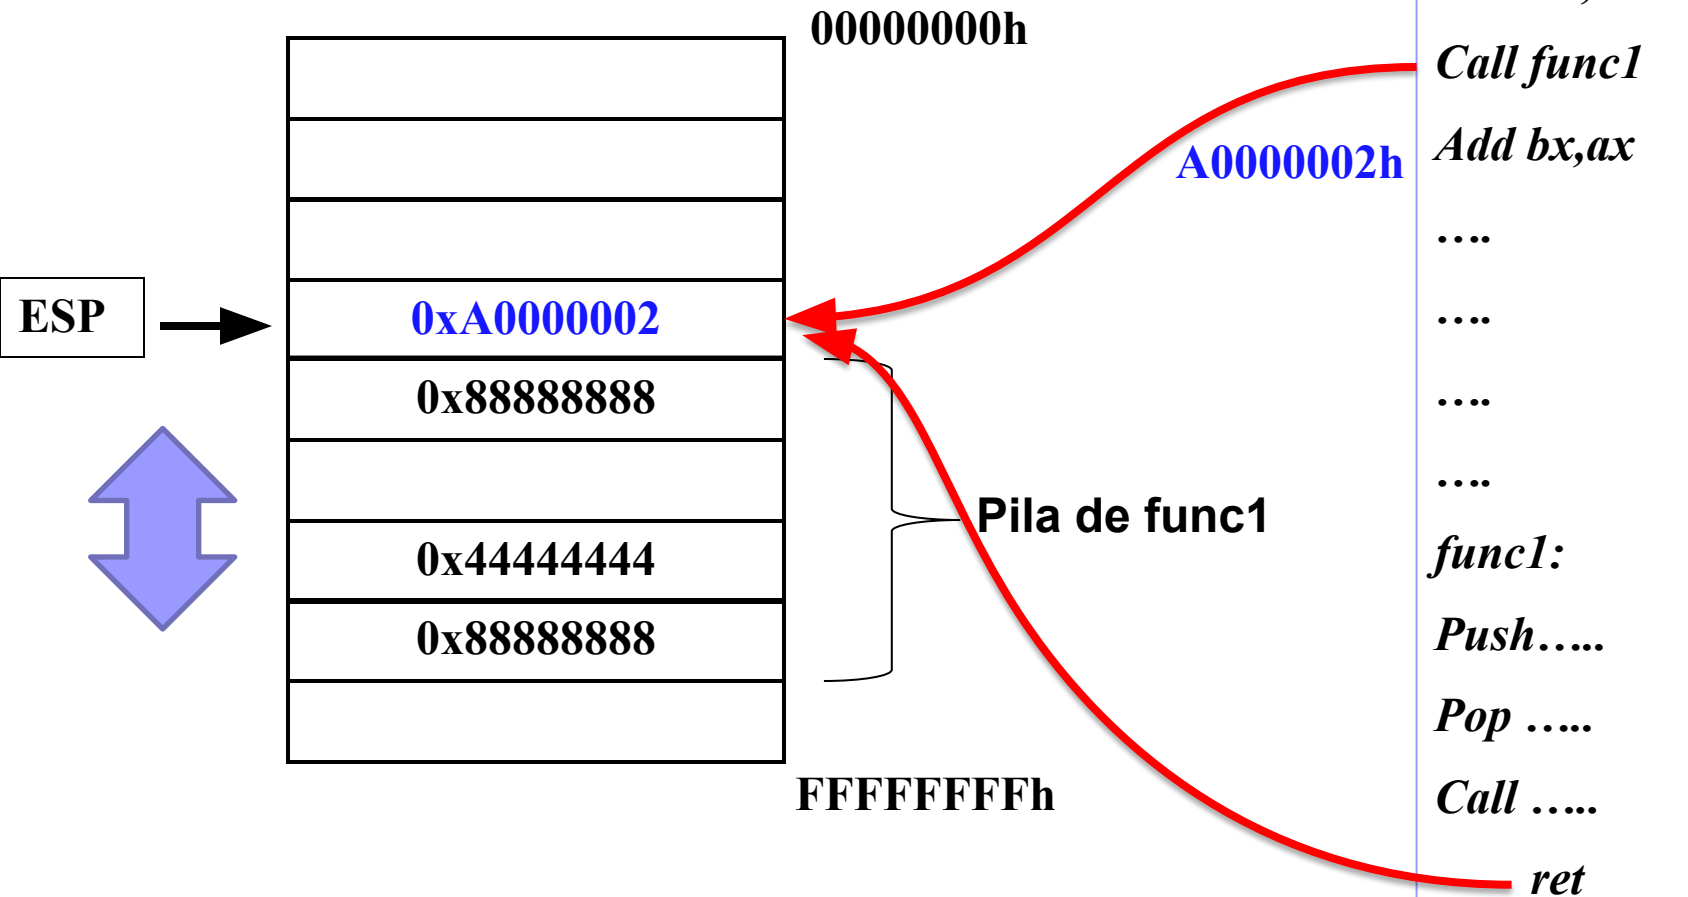 00000000h
Call func1
A0000002h
Add bx,ax
....
ESP
0xA0000002
....
0x88888888
....
....
Pila de func1
0x44444444
func1:
0x88888888
Push…..
Pop …..
FFFFFFFFh
Call …..
ret